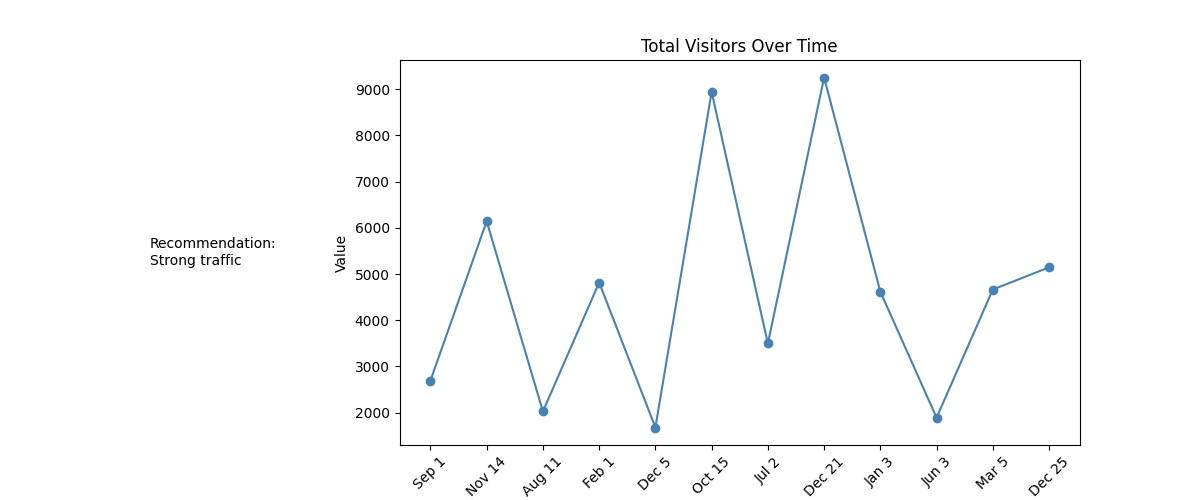 Total Visitors Over Time
Recommendation:
Strong traffic
Value
9000
8000
7000
6000
5000
4000
3000
2000
Sep 1
Nov 14
Aug 11
Feb 1
Dec 5
Oct 15
Jul 2
Dec 21
Jan 3
Jun 3
Mar 5
Dec 25